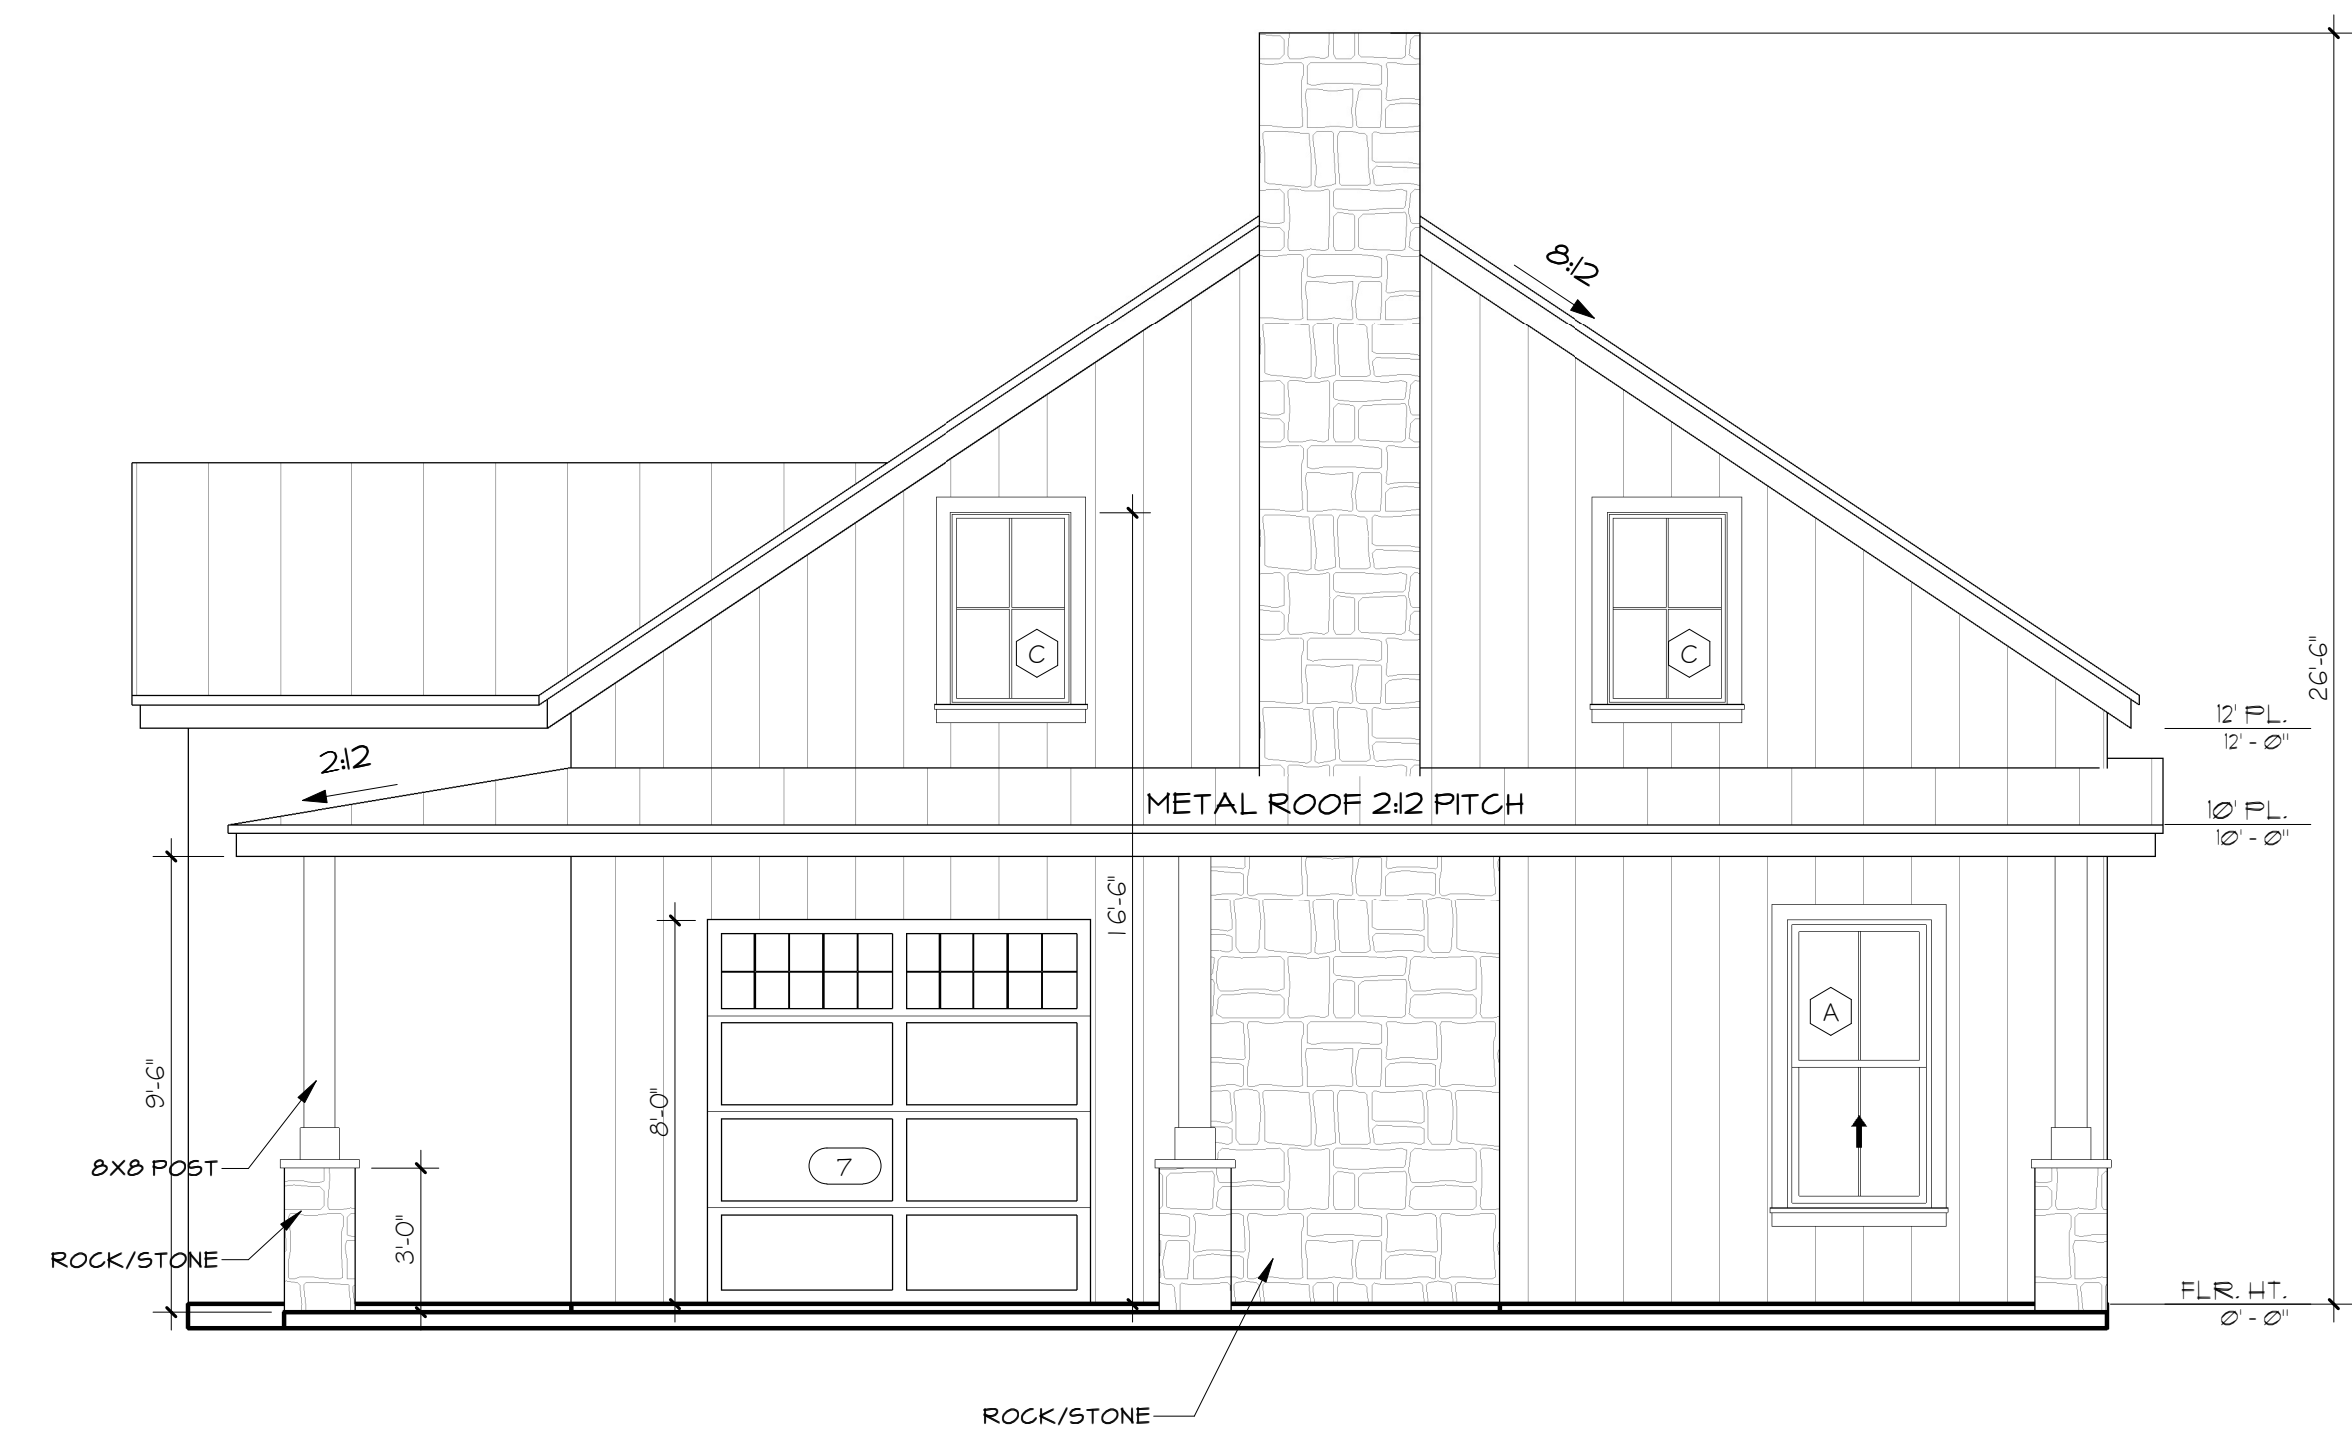 8:12
C
C
26'-6"
12' PL.
12' - 0"
2:12
METAL ROOF 2:12 PITCH
10' PL.
10' - 0"
16'-6"
A
9'-6"
8'-0"
7
8X8 POST
3'-0"
ROCK/STONE
FLR. HT.
0' - 0"
ROCK/STONE